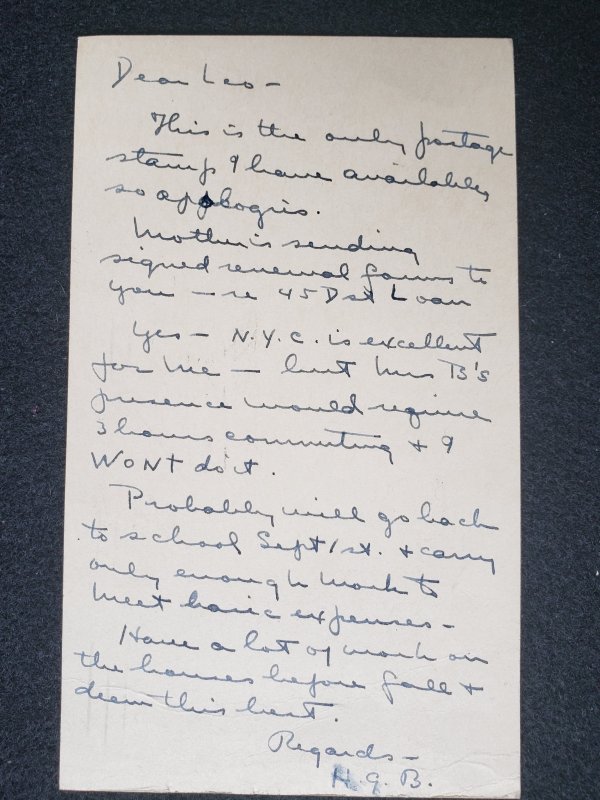 Dear Leo -
This is the only postage
stamp I have available,
so apologies.
Mother is sending
signed renewal forms to
you — re 45 D St Loan
Yes - N.Y.C. is excellent
for me — but Mrs B's
presence would require
3 hours commuting + I
WONT do it.
Probably will go back
to school Sept 1st. + carry
only enough work to
meet basic expenses -
Have a lot of work on
the houses before fall +
deem this best.
Regards -
H.G.B.